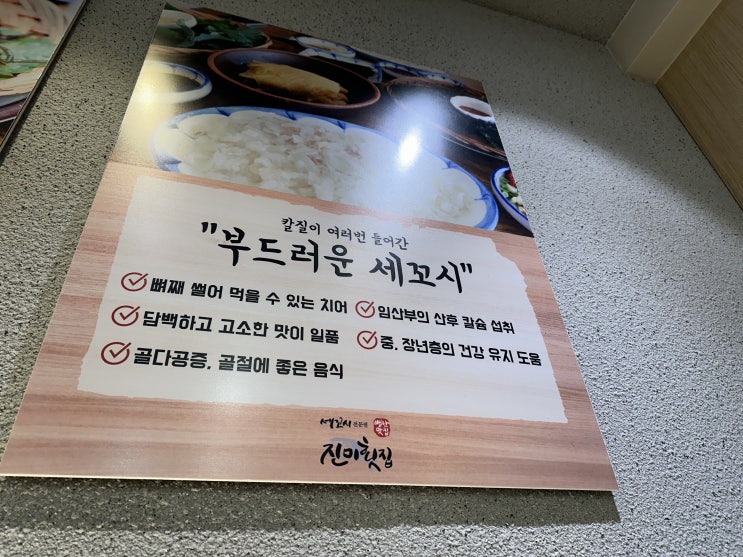 칼질이 여러번 들어간
"부드러운 세꼬시"
뼈째 썰어 먹을 수 있는 치어
담백하고 고소한 맛이 일품
골다공증, 골절에 좋은 음식
임산부의 산후 칼슘 섭취
중, 장년층의 건강 유지 도움
세꼬시 전문점
진미횟집